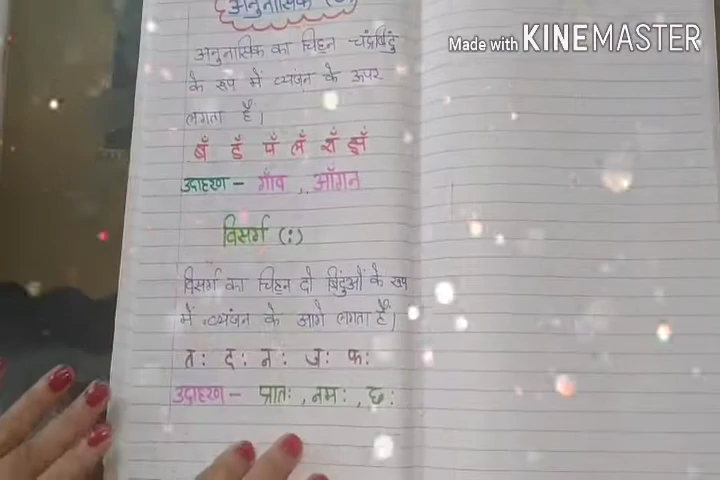 अनुनासिक (ँ)
Made with KINEMASTER
अनुनासिक का चिह्न चंद्रबिंदु
के रूप में व्यंजन के ऊपर
लगता है।
बँ डँ पँ लँ शँ झँ
उदाहरण - गाँव , आँगन
विसर्ग (:)
विसर्ग का चिह्न दो बिंदुओं के रूप
में व्यंजन के आगे लगता है।
तः दः नः जः फः
उदाहरण - प्रातः , नमः , छः